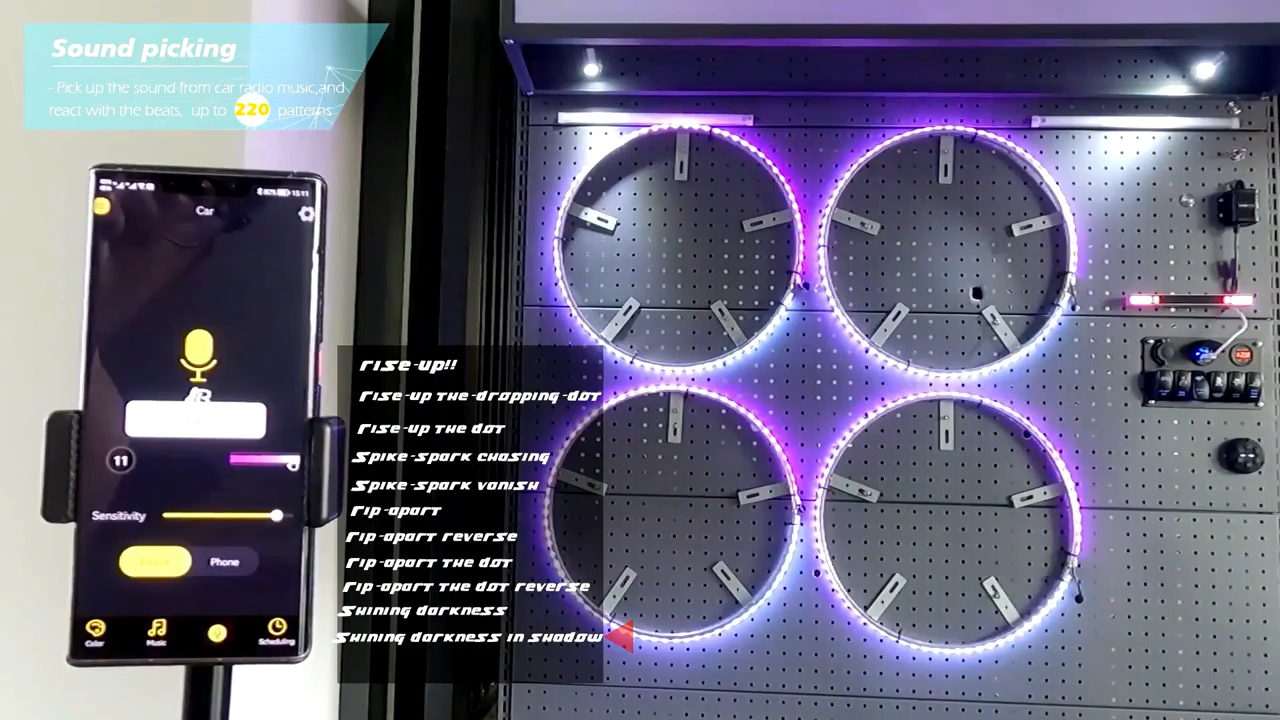 Sound picking
- Pick up the sound from car radio music,and
react with the beats, up to 220 patterns
15:11
Car
11
Sensitivity
Phone
Color
Music
Scheduling
Rise-up!!
Rise-up the-dropping-dot
Rise-up the dot
Spike-spark chasing
Spike-spark vanish
Rip-apart
Rip-apart reverse
Rip-apart the dot
Rip-apart the dot reverse
Shining darkness
Shining darkness in shadow